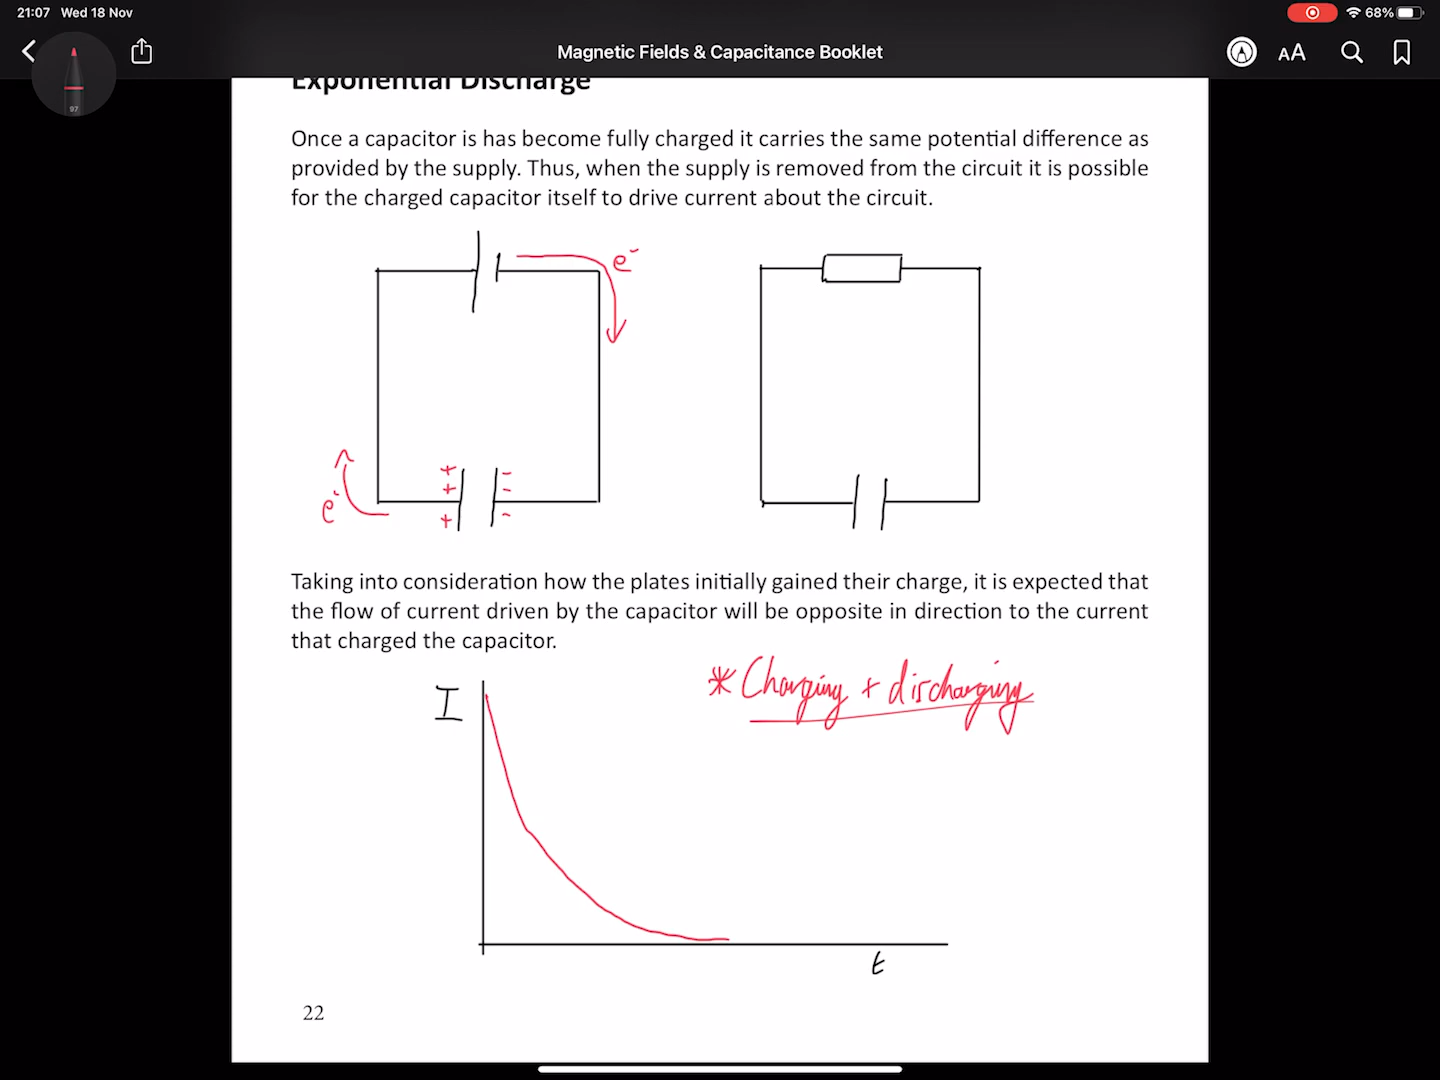 21:07 Wed 18 Nov
68%
97
Magnetic Fields & Capacitance Booklet
AA
Exponential Discharge
Once a capacitor is has become fully charged it carries the same potential difference as
provided by the supply. Thus, when the supply is removed from the circuit it is possible
for the charged capacitor itself to drive current about the circuit.
e⁻
+ -
+ -
+ -
e⁻
Taking into consideration how the plates initially gained their charge, it is expected that
the flow of current driven by the capacitor will be opposite in direction to the current
that charged the capacitor.
* Charging + discharging
I
t
22